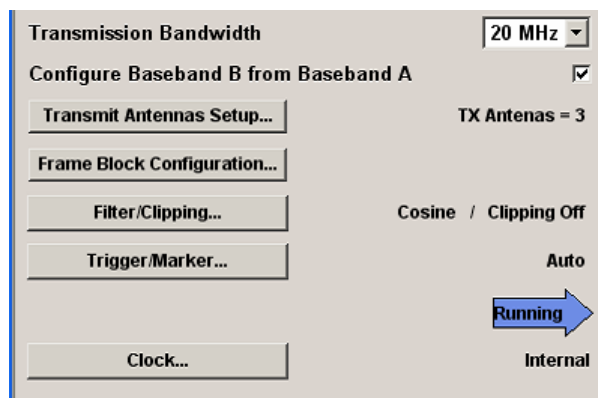 Transmission Bandwidth 20 MHz
Configure Baseband B from Baseband A
Transmit Antennas Setup... TX Antenas = 3
Frame Block Configuration...
Filter/Clipping... Cosine / Clipping Off
Trigger/Marker... Auto
Running
Clock... Internal